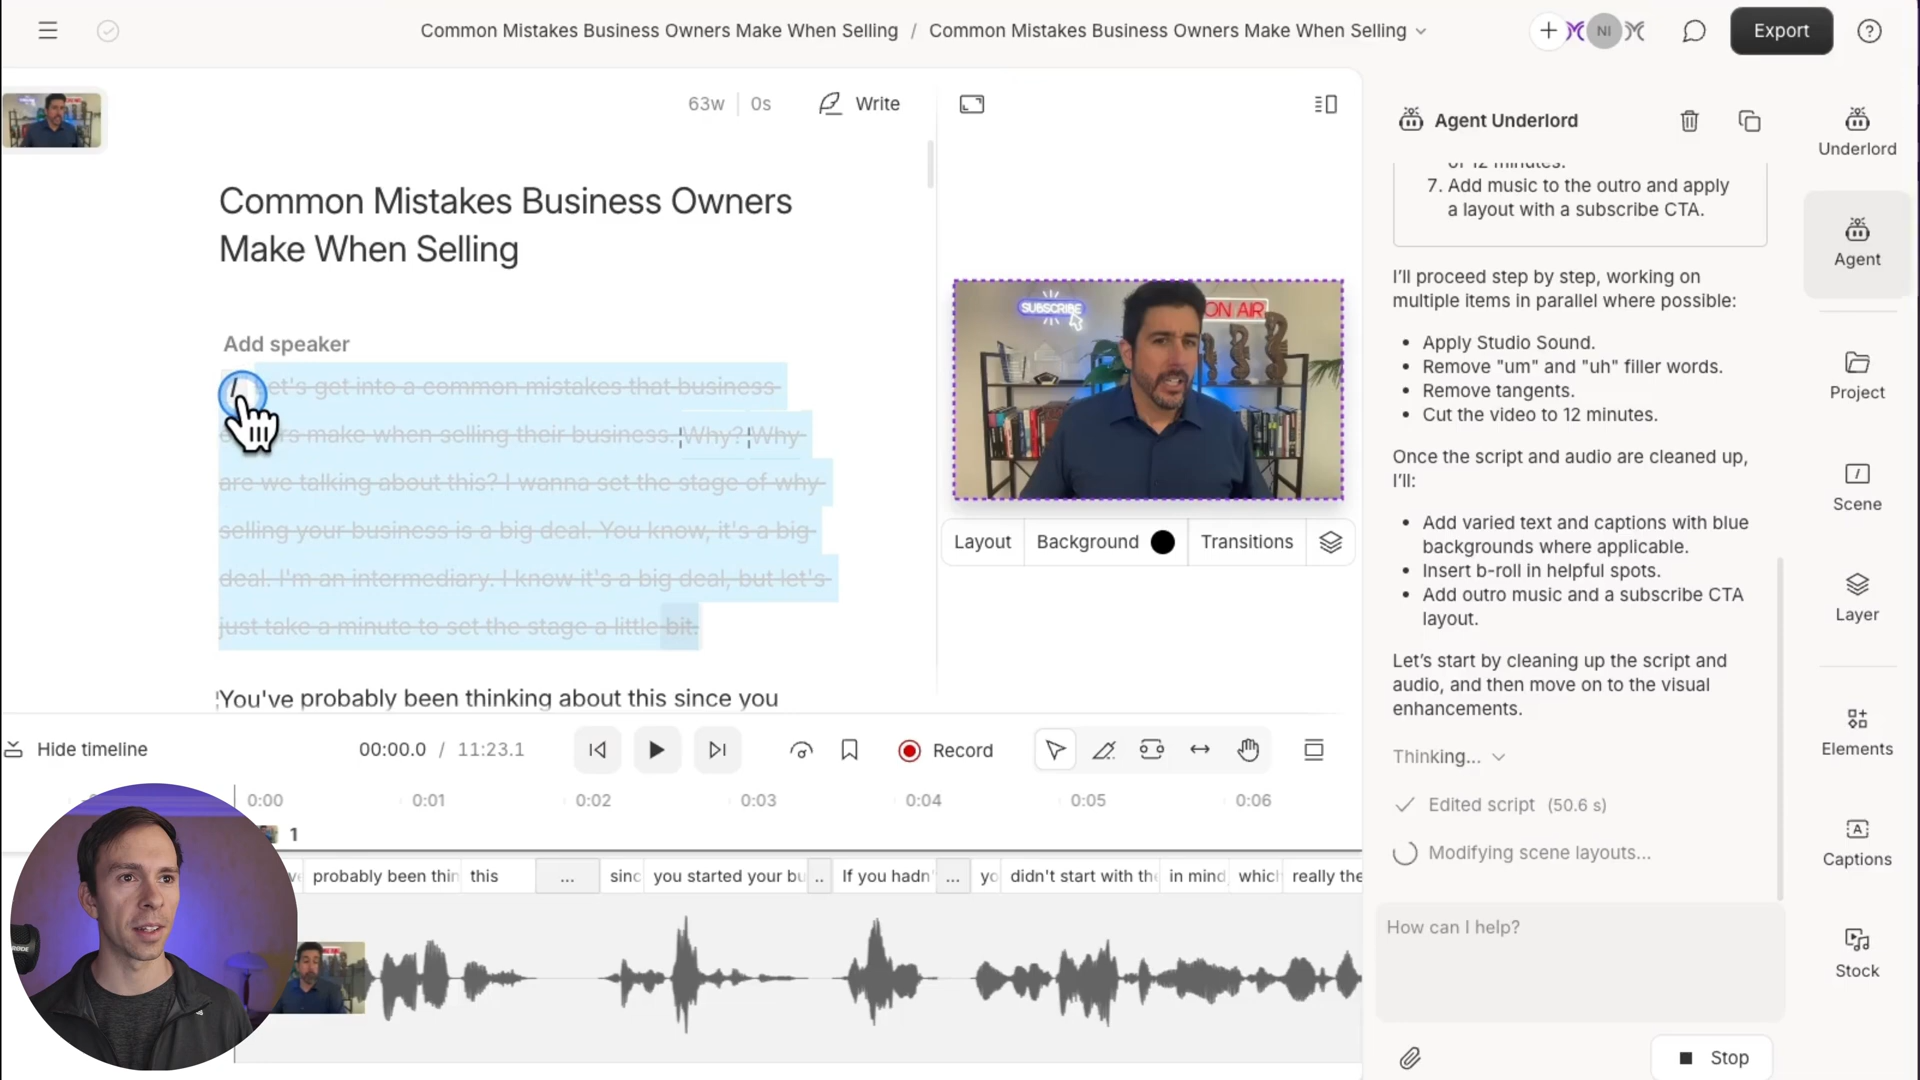 Common Mistakes Business Owners Make When Selling / Common Mistakes Business Owners Make When Selling
NI
Export
63w
0s
Write
Common Mistakes Business Owners
Make When Selling
Add speaker
/ Let's get into a common mistakes that business
make when selling their business. Why? Why
are we talking about this? I wanna set the stage of why
selling your business is a big deal. You know, it's a big
deal. I'm an intermediary. I know it's a big deal, but let's
just take a minute to set the stage a little bit.
You've probably been thinking about this since you
SUBSCRIBE
ON AIR
Layout
Background
Transitions
Agent Underlord
of 12 minutes.
7. Add music to the outro and apply
a layout with a subscribe CTA.
I'll proceed step by step, working on
multiple items in parallel where possible:
• Apply Studio Sound.
• Remove "um" and "uh" filler words.
• Remove tangents.
• Cut the video to 12 minutes.
Once the script and audio are cleaned up,
I'll:
• Add varied text and captions with blue
backgrounds where applicable.
• Insert b-roll in helpful spots.
• Add outro music and a subscribe CTA
layout.
Let's start by cleaning up the script and
audio, and then move on to the visual
enhancements.
Thinking...
Edited script (50.6 s)
Modifying scene layouts...
How can I help?
Stop
Underlord
Agent
Project
Scene
Layer
Elements
Captions
Stock
Hide timeline
00:00.0 / 11:23.1
Record
0:00
0:01
0:02
0:03
0:04
0:05
0:06
1
probably been thin
this
...
sinc
you started your bu
..
If you hadn'
...
yo
didn't start with the
in mind
which
really the
RODE